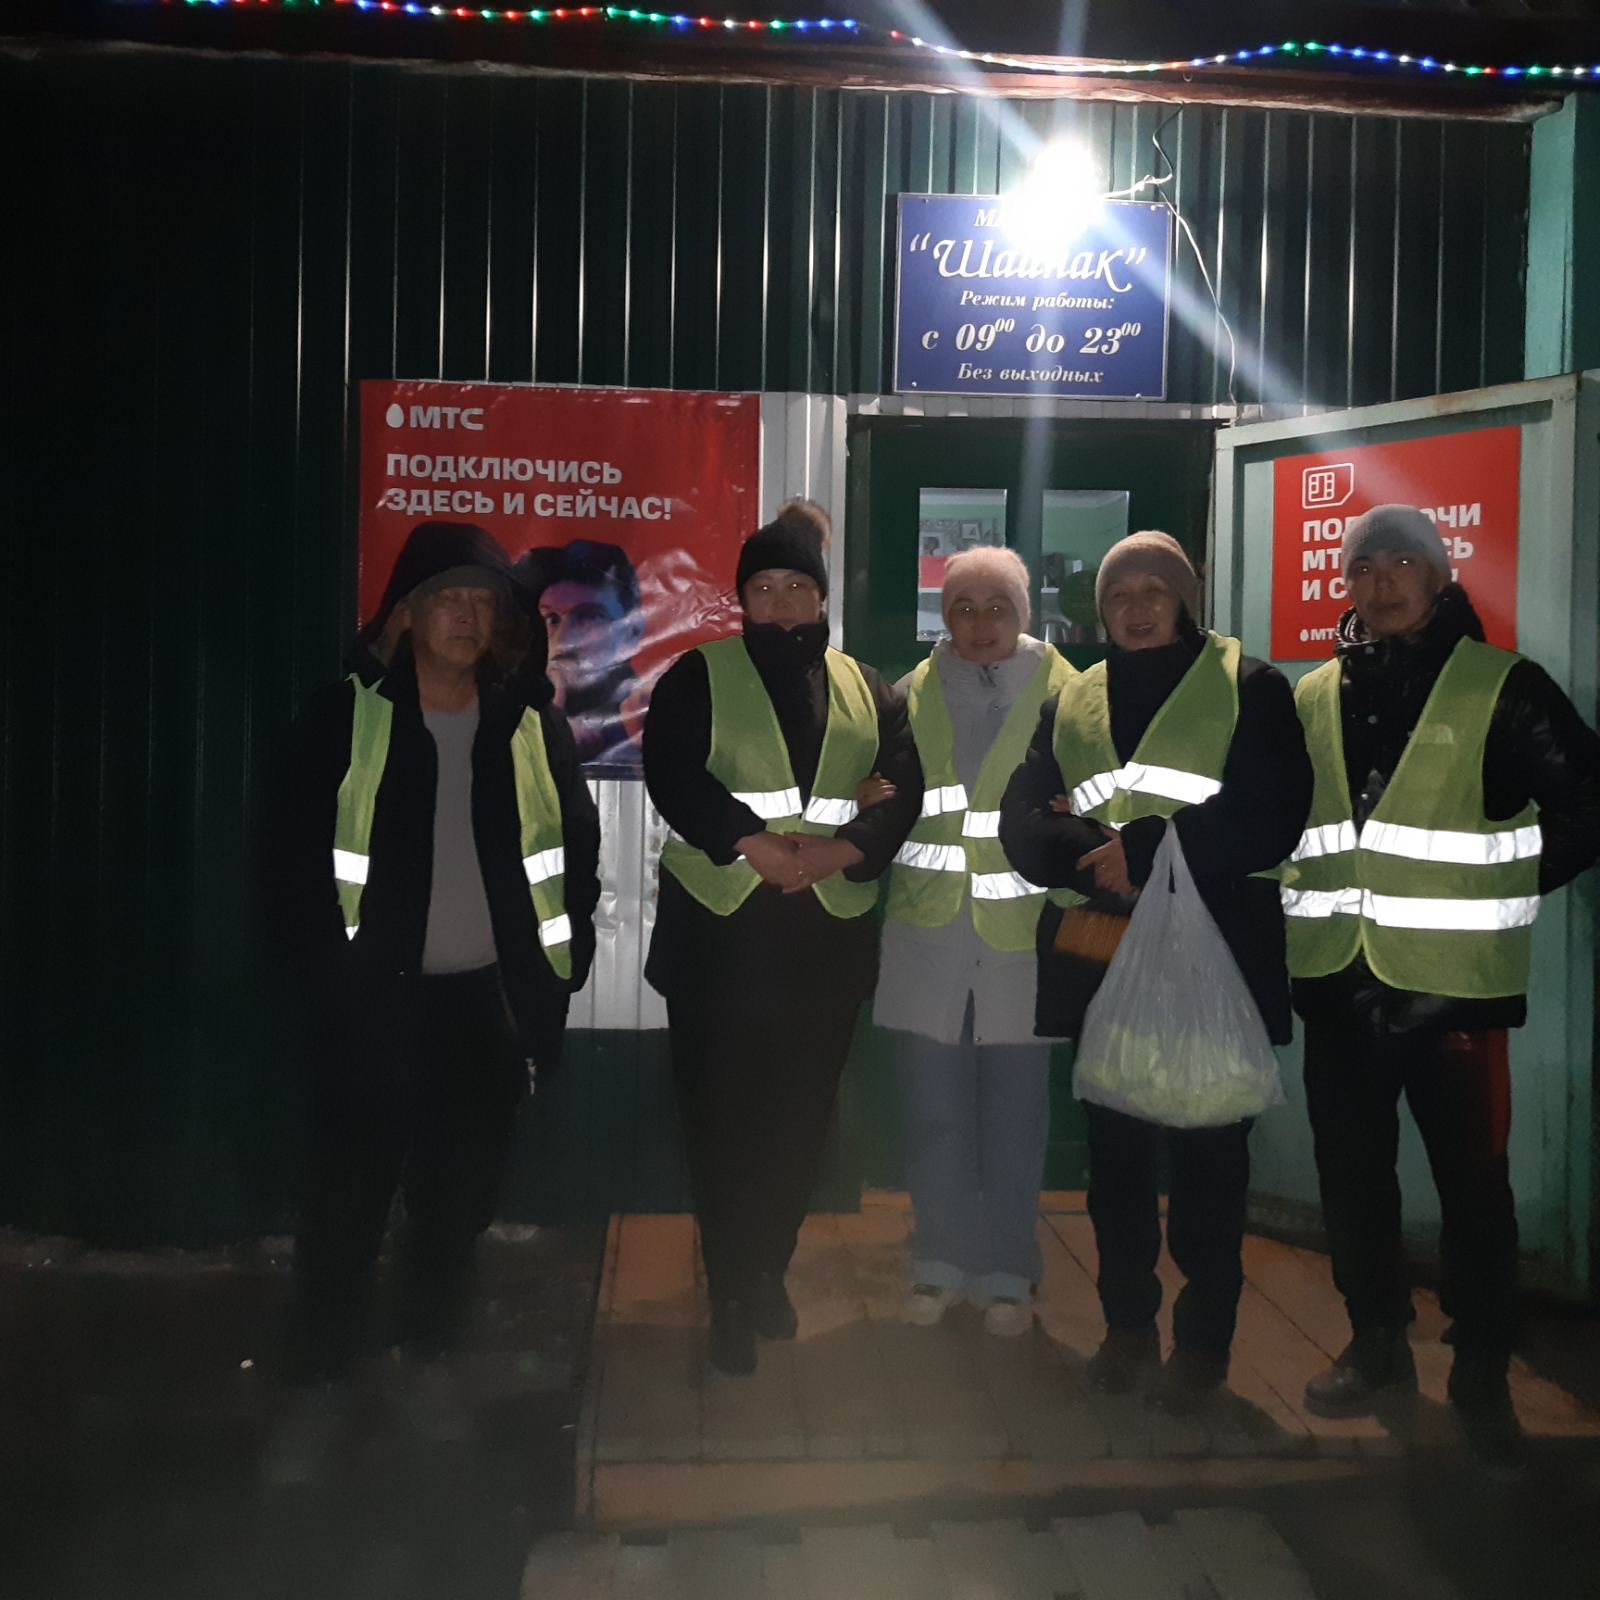 "Шайнак"
Режим работы:
с 09⁰⁰ до 23⁰⁰
Без выходных
МТС
ПОДКЛЮЧИСЬ
ЗДЕСЬ И СЕЙЧАС!
МТС